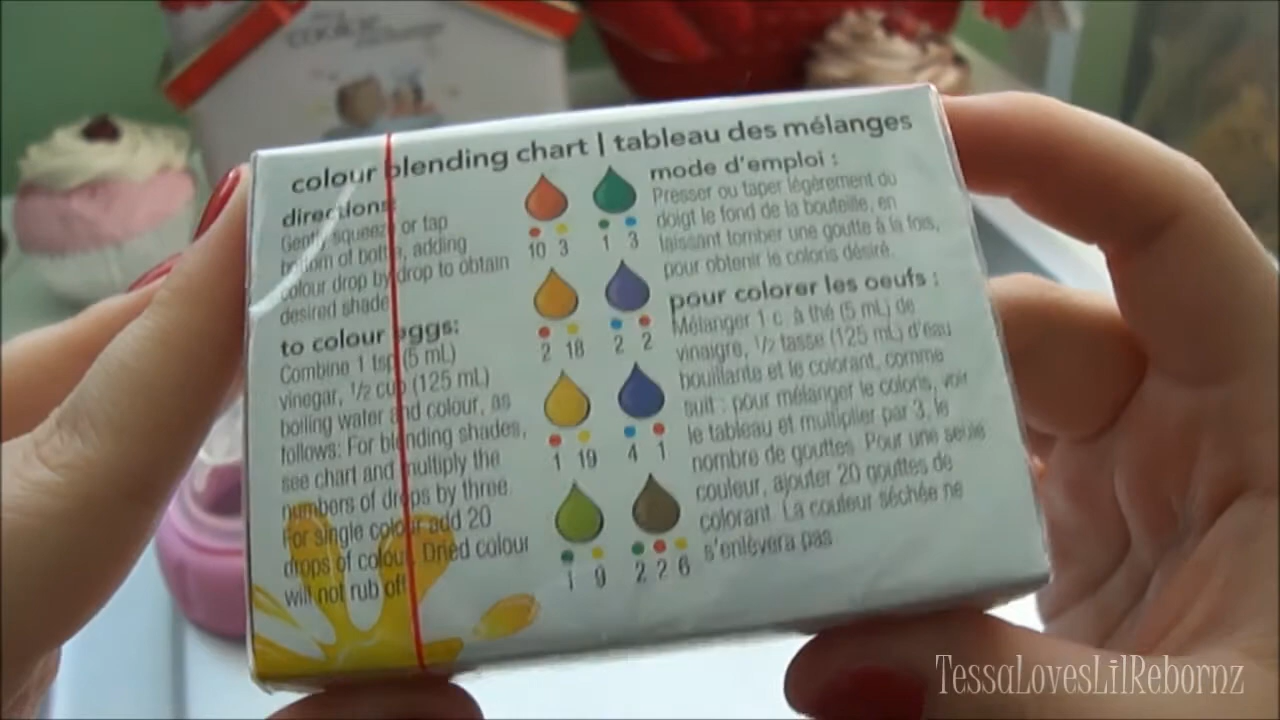 colour blending chart | tableau des mélanges
directions:
Gently squeeze or tap
bottom of bottle, adding
colour drop by drop to obtain
desired shade
to colour eggs:
Combine 1 tsp (5 mL)
vinegar, 1/2 cup (125 mL)
boiling water and colour, as
follows: For blending shades,
see chart and multiply the
numbers of drops by three.
For single colour add 20
drops of colour. Dried colour
will not rub off
10 3
1 3
2 18
2 2
1 19
4 1
1 9
2 2 6
mode d'emploi :
Presser ou taper légèrement du
doigt le fond de la bouteille, en
laissant tomber une goutte à la fois,
pour obtenir le coloris désiré.
pour colorer les oeufs :
Mélanger 1 c. à thé (5 mL) de
vinaigre, 1/2 tasse (125 mL) d'eau
bouillante et le colorant, comme
suit : pour mélanger le coloris, voir
le tableau et multiplier par 3, le
nombre de gouttes. Pour une seule
couleur, ajouter 20 gouttes de
colorant. La couleur séchée ne
s'enlèvera pas
TessaLovesLilRebornz